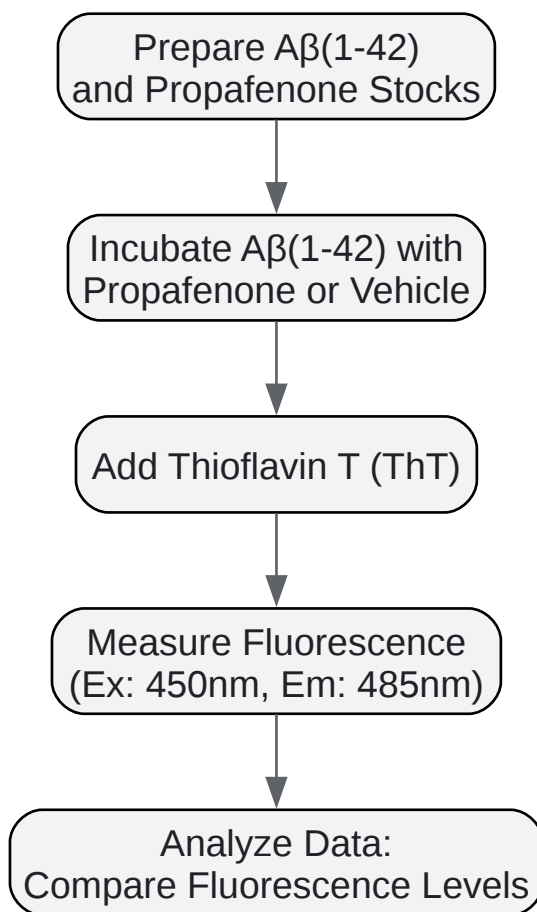 Prepare Aβ(1-42)
and Propafenone Stocks
Incubate Aβ(1-42) with
Propafenone or Vehicle
Add Thioflavin T (ThT)
Measure Fluorescence
(Ex: 450nm, Em: 485nm)
Analyze Data:
Compare Fluorescence Levels